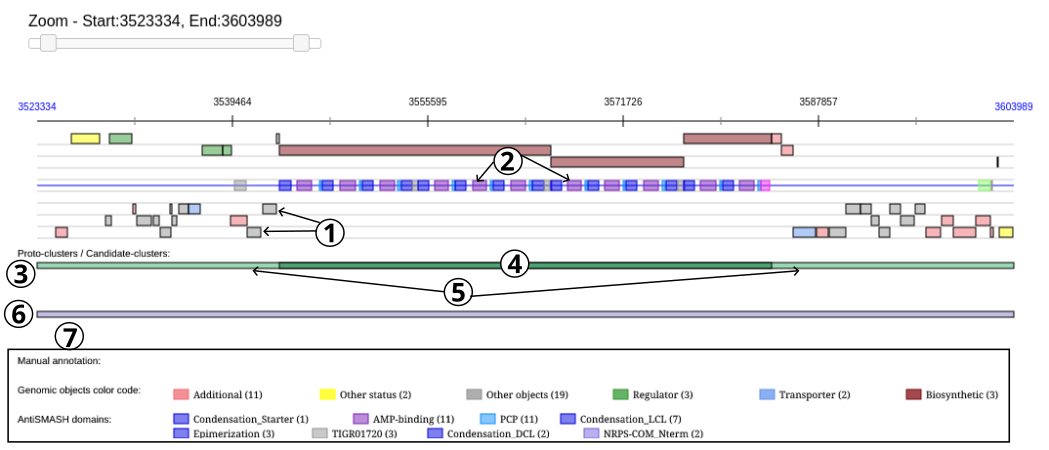 Zoom - Start:3523334, End:3603989
3523334 3539464 3555595 3571726 3587857 3603989
2
1
Proto-clusters / Candidate-clusters:
3 4
5
6
7
Manual annotation:
Genomic objects color code: Additional (11) Other status (2) Other objects (19) Regulator (3) Transporter (2) Biosynthetic (3)
AntiSMASH domains: Condensation_Starter (1) AMP-binding (11) PCP (11) Condensation_LCL (7)
Epimerization (3) TIGR01720 (3) Condensation_DCL (2) NRPS-COM_Nterm (2)